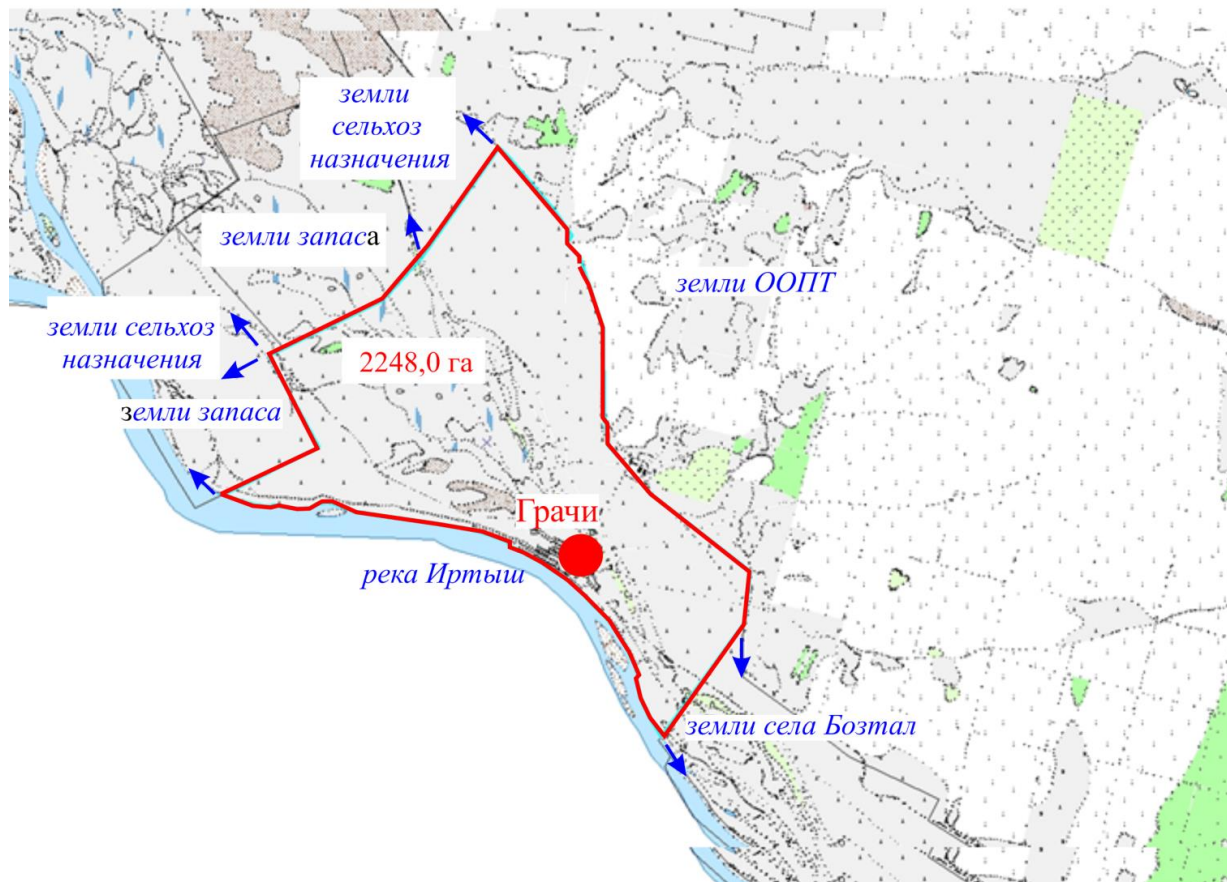 земли
сельхоз
назначения
земли запаса
земли ООПТ
земли сельхоз
назначения
2248,0 га
земли запаса
Грачи
река Иртыш
земли села Бозтал